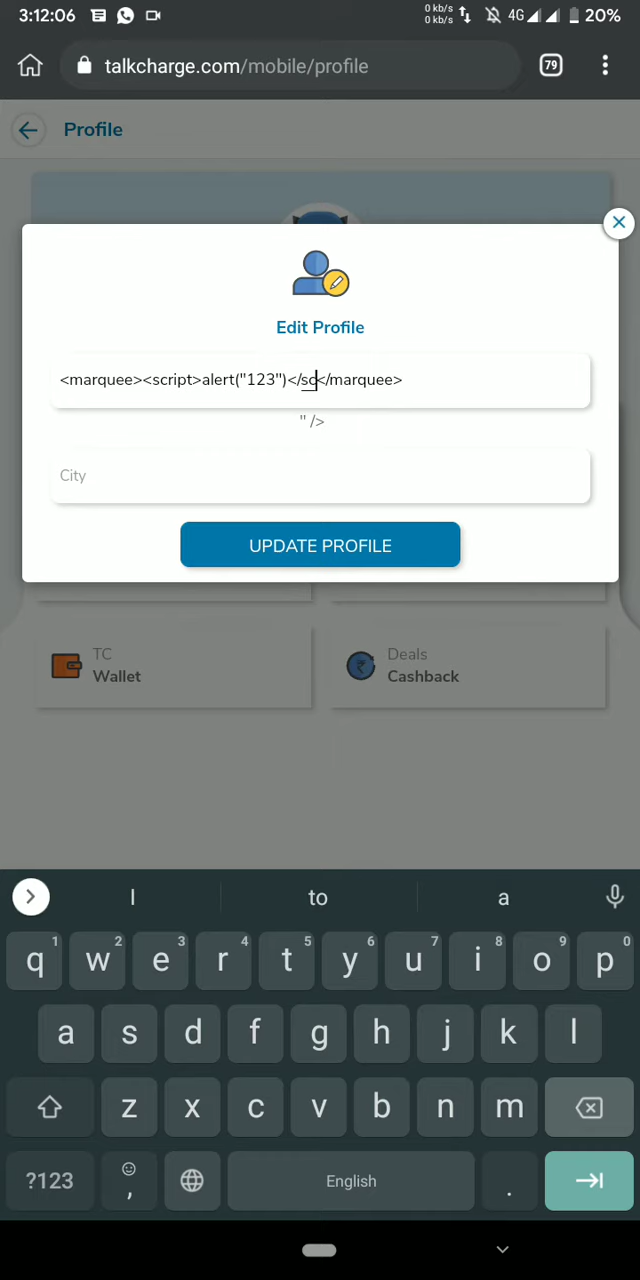 3:12:06 0 kb/s 0 kb/s 4G 20%
talkcharge.com/mobile/profile 79
Profile
Edit Profile
<marquee><script>alert("123")</sc</marquee>
" />
City
UPDATE PROFILE
TC
Wallet
Deals
Cashback
I to a
q 1 w 2 e 3 r 4 t 5 y 6 u 7 i 8 o 9 p 0
a s d f g h j k l
z x c v b n m
?123 , English .